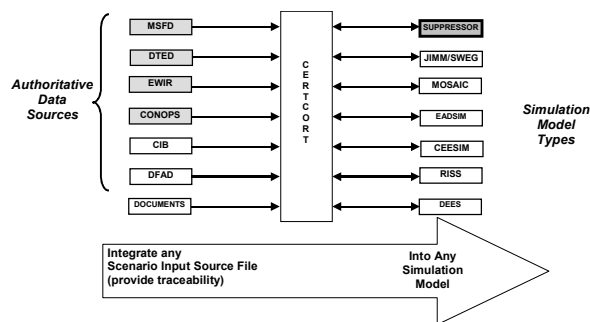 Authoritative
Data
Sources
MSFD
DTED
EWIR
CONOPS
CIB
DFAD
DOCUMENTS
C
E
R
T
C
O
R
T
SUPPRESSOR
JIMM/SWEG
MOSAIC
EADSIM
CEESIM
RISS
DEES
Simulation
Model
Types
Integrate any
Scenario Input Source File
(provide traceability)
Into Any
Simulation
Model